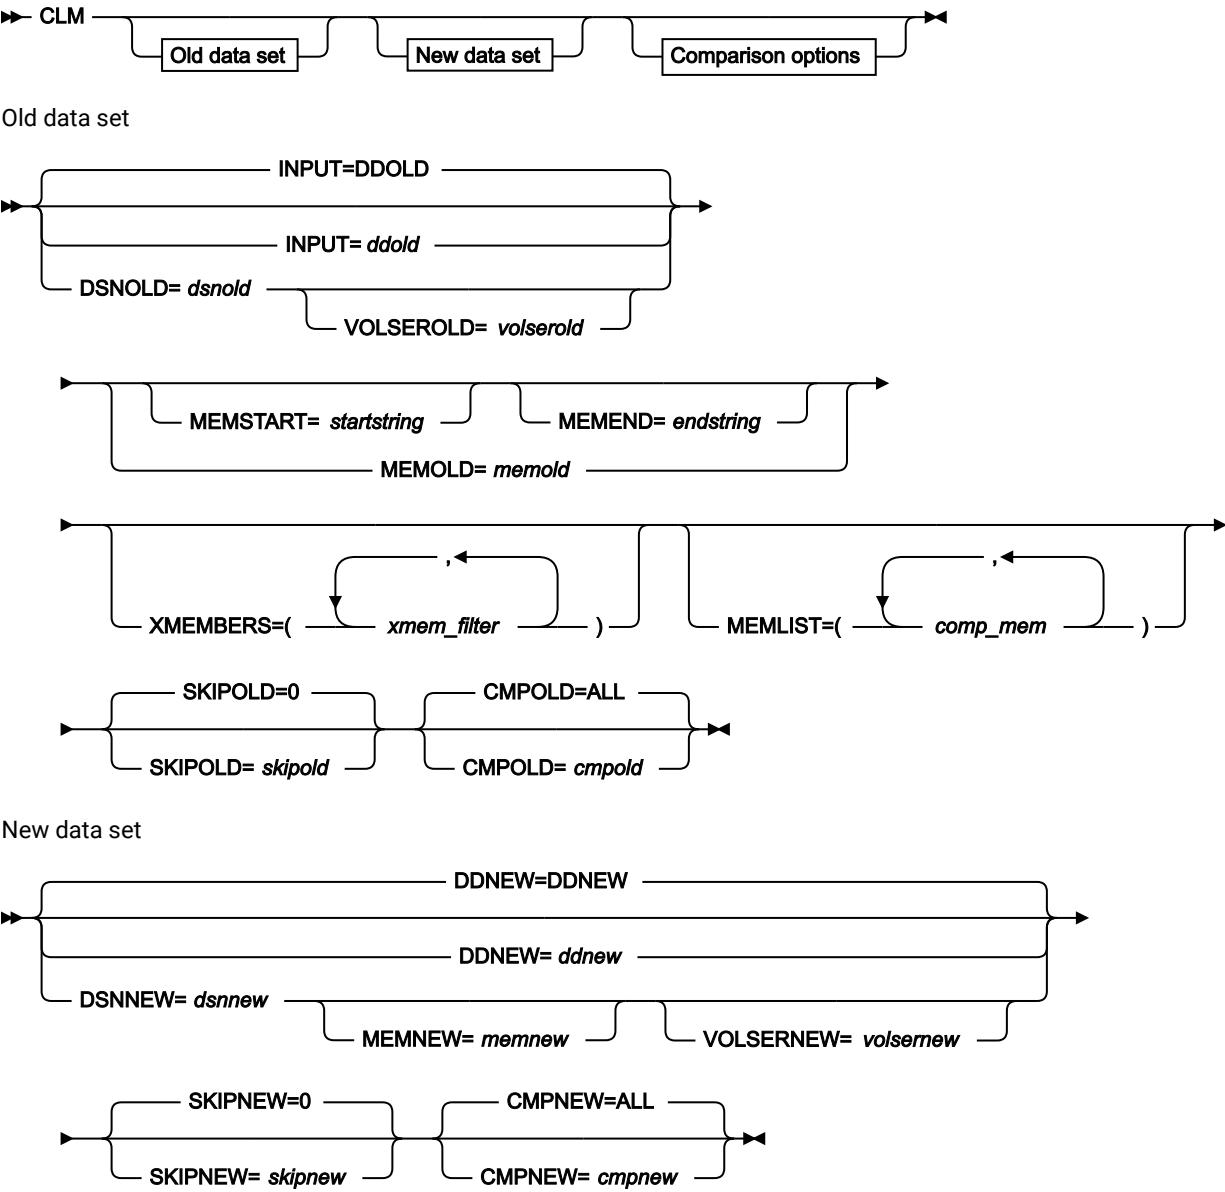 CLM
Old data set New data set Comparison options
Old data set
INPUT=DDOLD
INPUT= ddold
DSNOLD= dsnold
VOLSEROLD= volserold
MEMSTART= startstring MEMEND= endstring
MEMOLD= memold
, ,
XMEMBERS=( xmem_filter ) MEMLIST=( comp_mem )
SKIPOLD=0 CMPOLD=ALL
SKIPOLD= skipold CMPOLD= cmpold
New data set
DDNEW=DDNEW
DDNEW= ddnew
DSNNEW= dsnnew
MEMNEW= memnew VOLSERNEW= volsernew
SKIPNEW=0 CMPNEW=ALL
SKIPNEW= skipnew CMPNEW= cmpnew